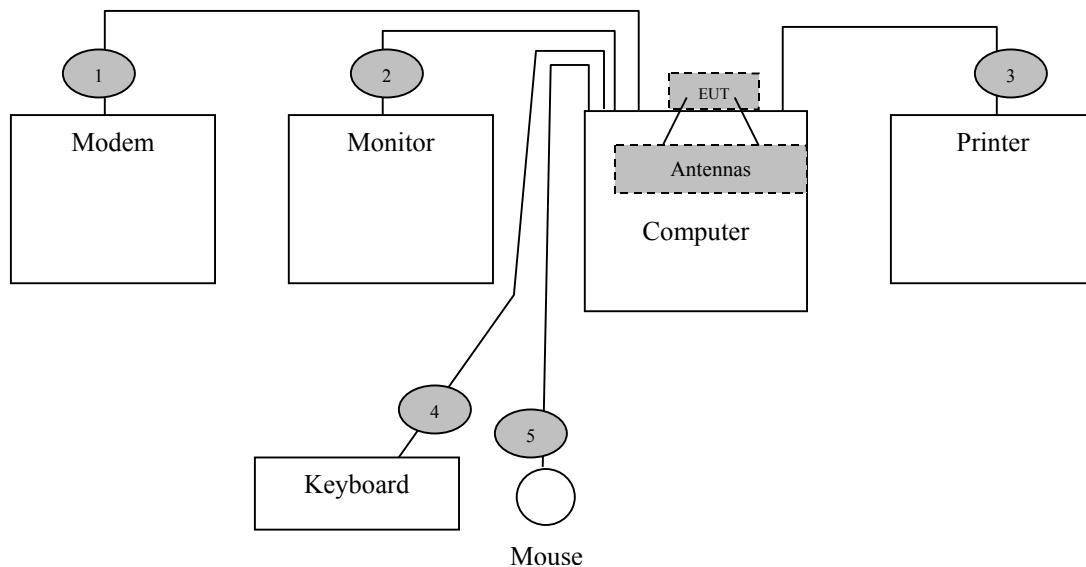 1
2
3
EUT
Modem
Monitor
Printer
Antennas
Computer
4
5
Keyboard
Mouse